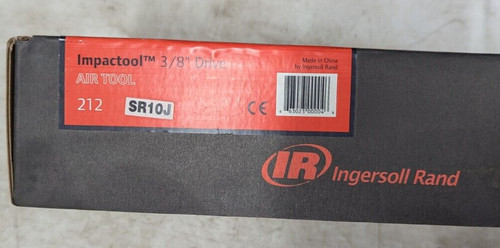 Impactool™ 3/8" Drive
AIR TOOL
212
SR10J
CE
Made in China
by Ingersoll Rand
IR
Ingersoll Rand